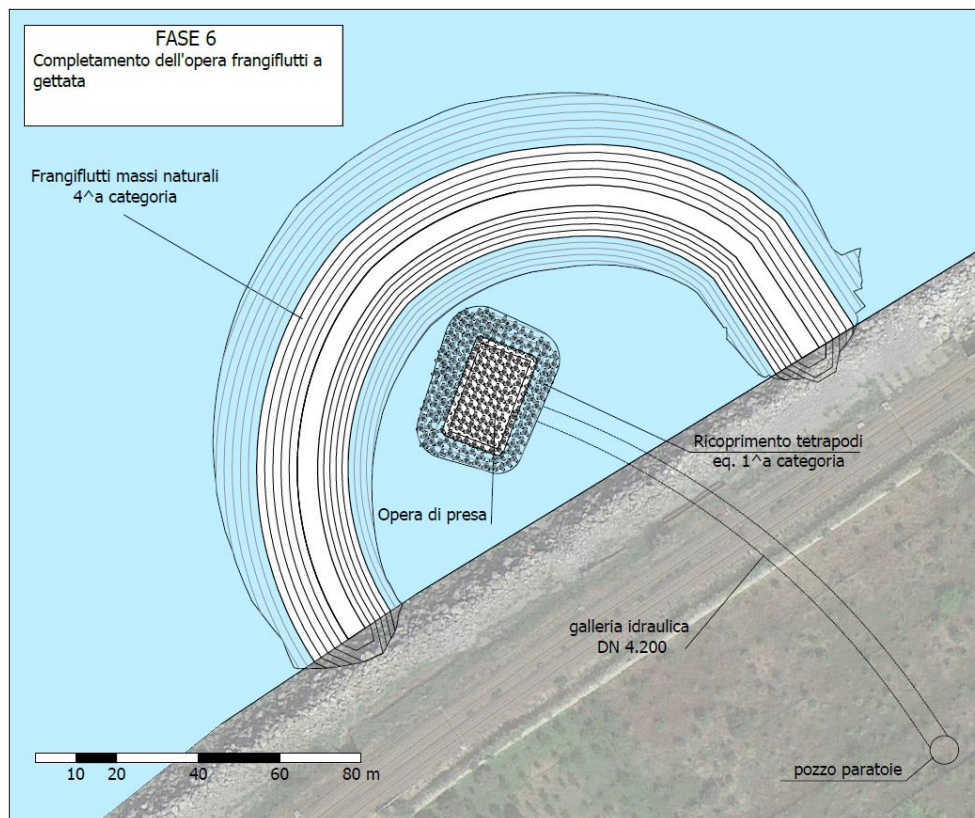 FASE 6
Completamento dell'opera frangiflutti a
gettata
Frangiflutti massi naturali
4^a categoria
Ricoprimento tetrapodi
eq. 1^a categoria
Opera di presa
galleria idraulica
DN 4.200
pozzo paratoie
10 20 40 60 80 m